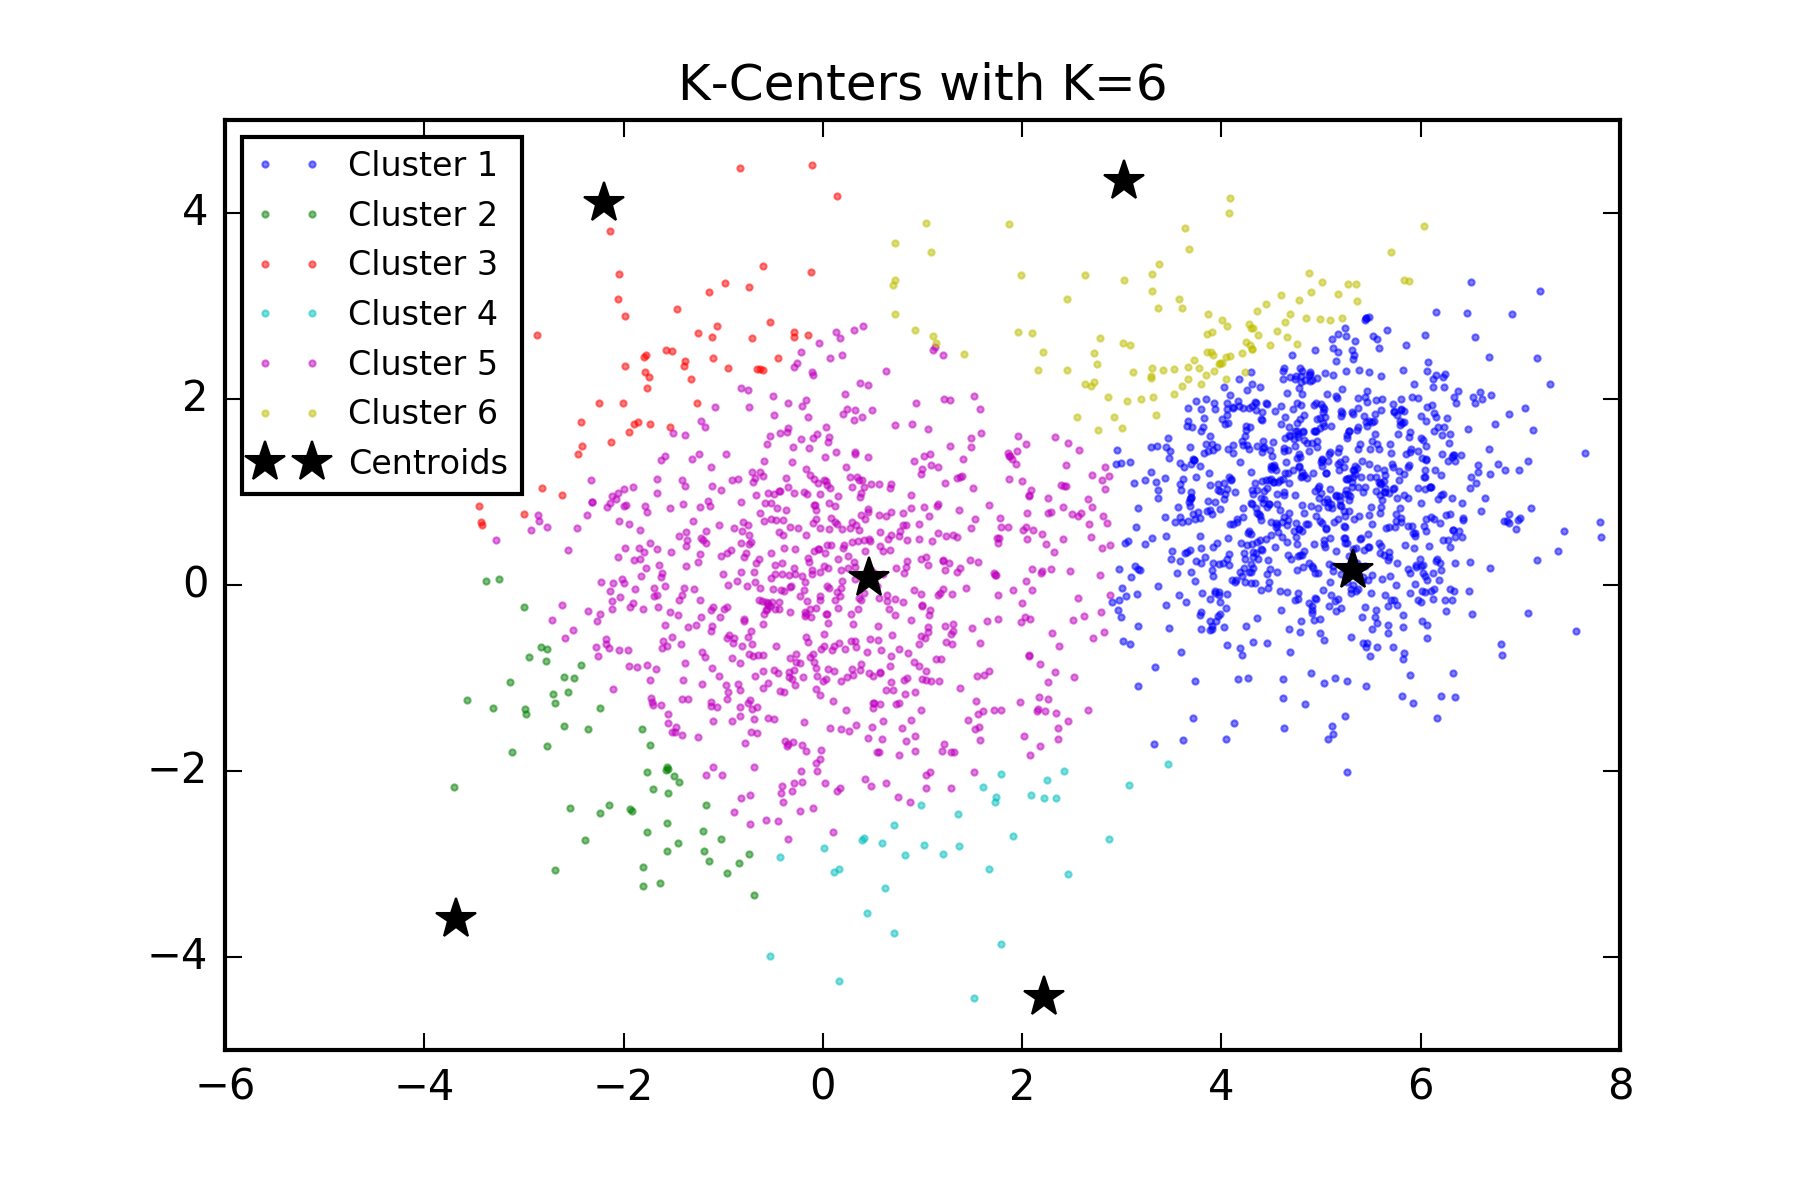 K-Centers with K=6
Cluster 1
Cluster 2
Cluster 3
Cluster 4
Cluster 5
Cluster 6
Centroids
4
2
0
−2
−4
−6 −4 −2 0 2 4 6 8